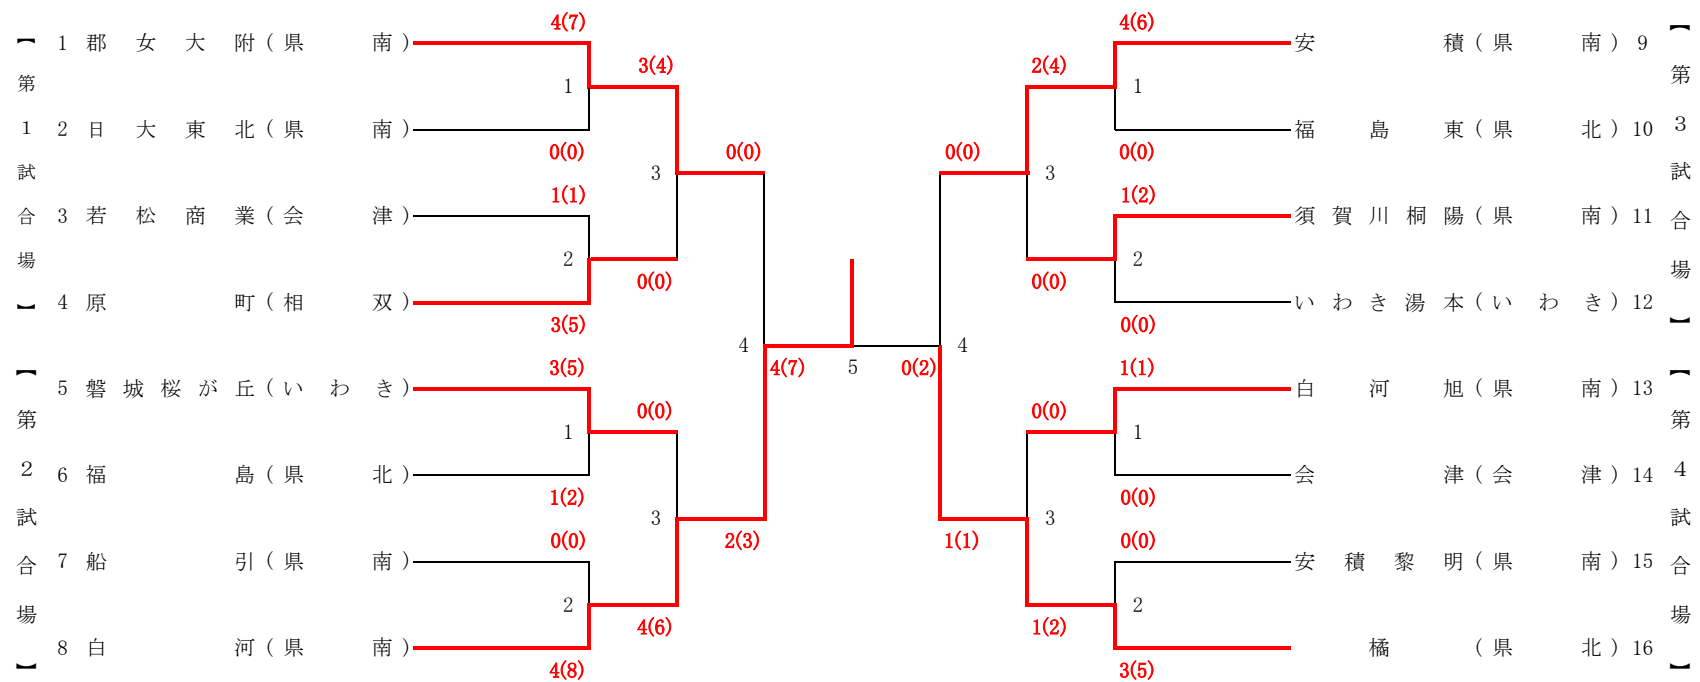 【第1試合場】
4(7)
1 郡女大附(県南)
3(4)
1
2 日大東北(県南)
0(0)
0(0)
3
1(1)
3 若松商業(会津)
2
0(0)
4 原町(相双)
3(5)
4
4(7)
【第2試合場】
3(5)
5 磐城桜が丘(いわき)
0(0)
1
6 福島(県北)
1(2)
3
2(3)
0(0)
7 船引(県南)
2
4(6)
8 白河(県南)
4(8)
5
【第3試合場】
4(6)
安積(県南) 9
2(4)
1
福島東(県北) 10
0(0)
0(0)
3
1(2)
須賀川桐陽(県南) 11
2
0(0)
いわき湯本(いわき) 12
0(0)
4
0(2)
【第4試合場】
1(1)
白河旭(県南) 13
0(0)
1
会津(会津) 14
0(0)
3
1(1)
0(0)
安積黎明(県南) 15
2
1(2)
橘(県北) 16
3(5)